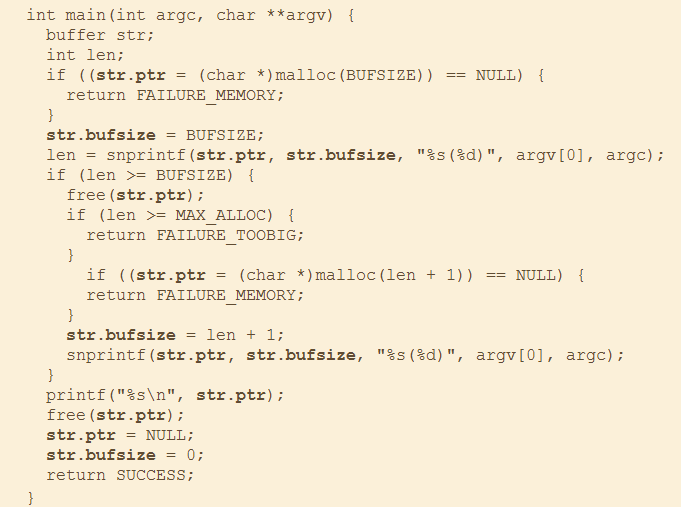 int main(int argc, char **argv) {
  buffer str;
  int len;
  if ((str.ptr = (char *)malloc(BUFSIZE)) == NULL) {
    return FAILURE_MEMORY;
  }
  str.bufsize = BUFSIZE;
  len = snprintf(str.ptr, str.bufsize, "%s(%d)", argv[0], argc);
  if (len >= BUFSIZE) {
    free(str.ptr);
    if (len >= MAX_ALLOC) {
      return FAILURE_TOOBIG;
    }
      if ((str.ptr = (char *)malloc(len + 1)) == NULL) {
      return FAILURE_MEMORY;
    }
    str.bufsize = len + 1;
    snprintf(str.ptr, str.bufsize, "%s(%d)", argv[0], argc);
  }
  printf("%s\n", str.ptr);
  free(str.ptr);
  str.ptr = NULL;
  str.bufsize = 0;
  return SUCCESS;
}